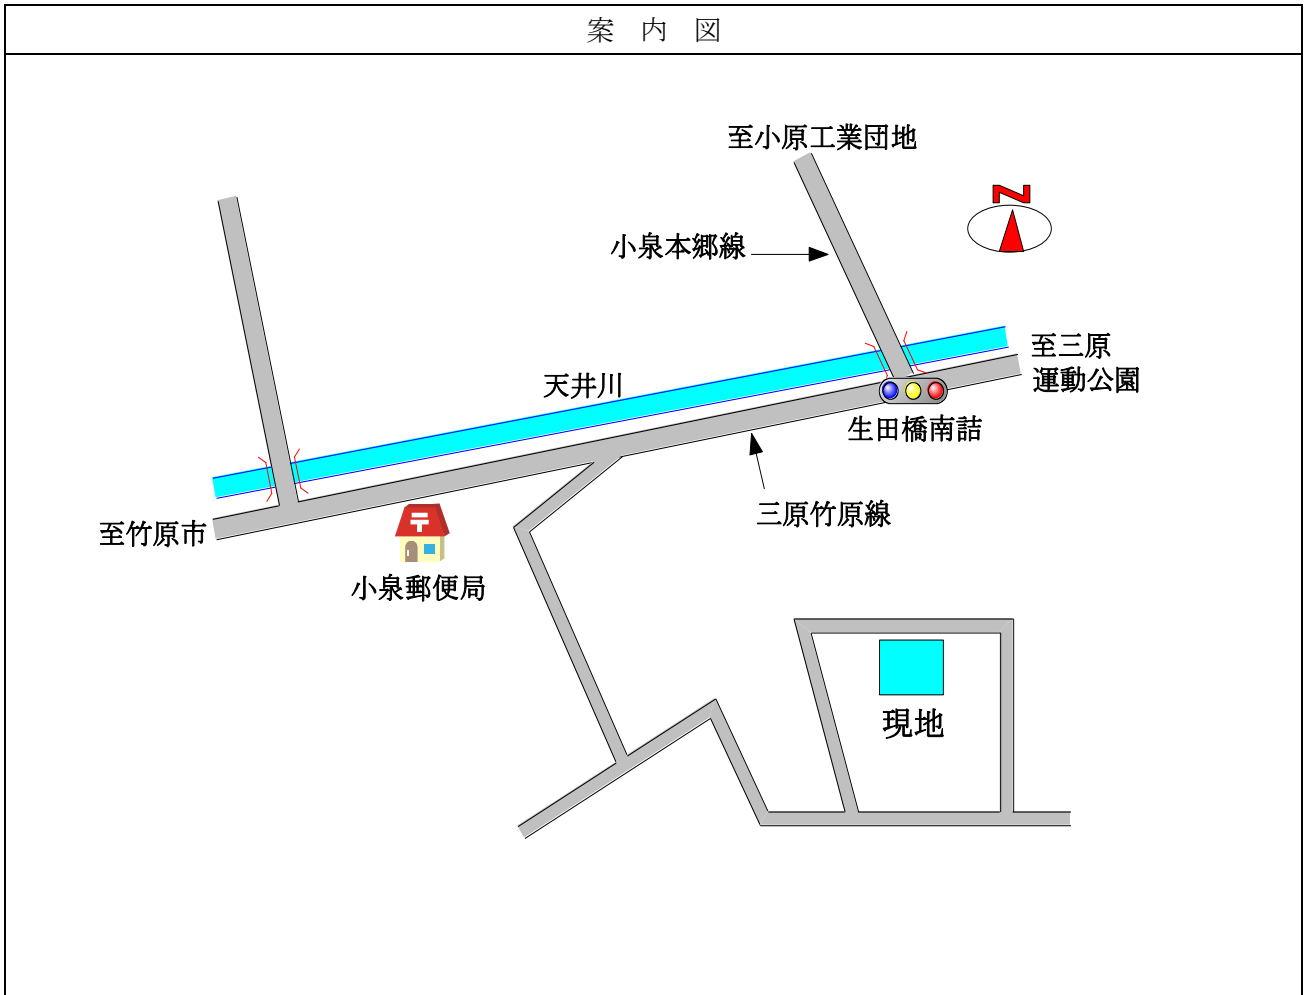 案 内 図
至小原工業団地
N
小泉本郷線
至三原
運動公園
天井川
生田橋南詰
三原竹原線
至竹原市
〒
小泉郵便局
現地